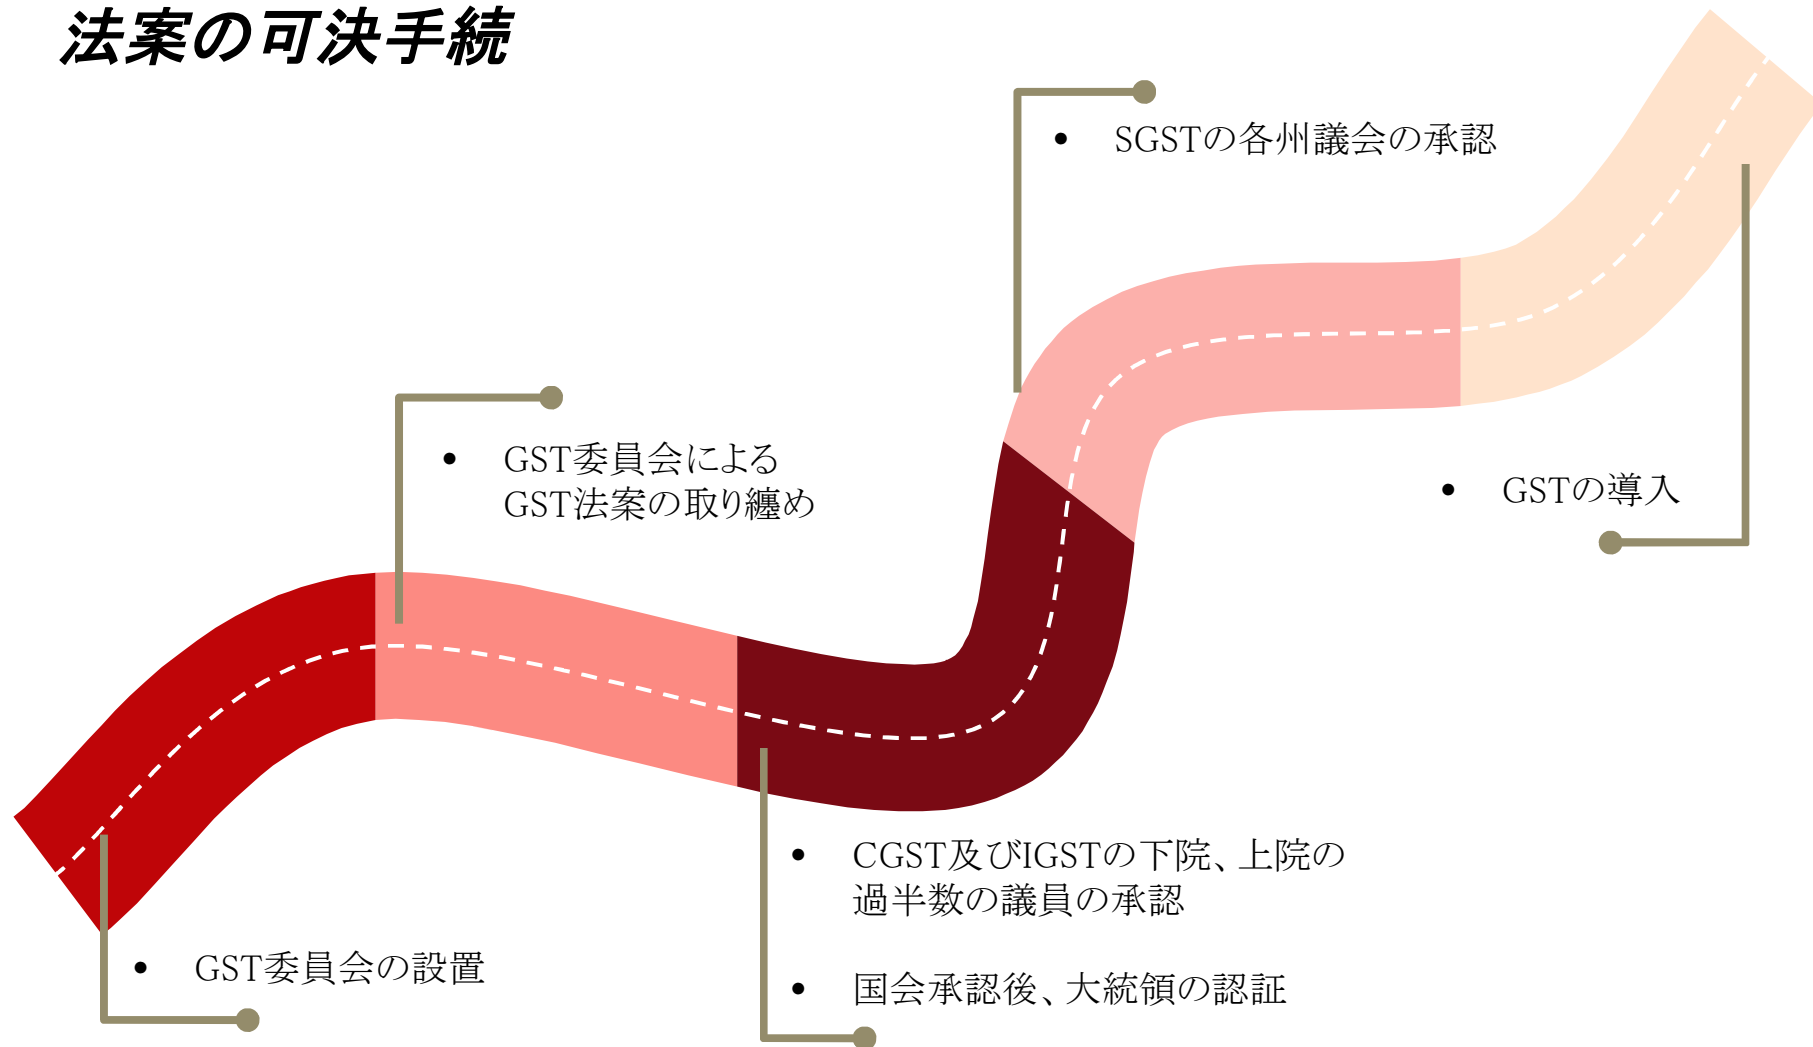 法案の可決手続
• SGSTの各州議会の承認
• GST委員会による
GST法案の取り纏め
• GSTの導入
• CGST及びIGSTの下院、上院の
過半数の議員の承認
• 国会承認後、大統領の認証
• GST委員会の設置